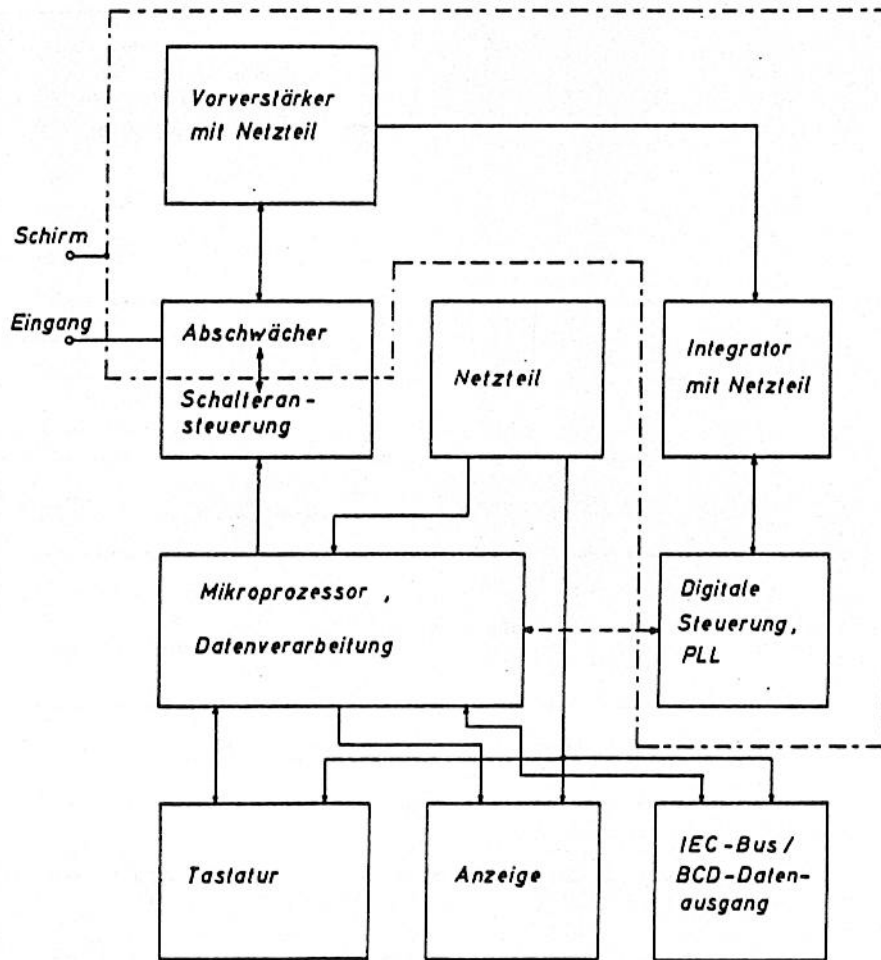 Vorverstärker
mit Netzteil
Schirm
Eingang
Abschwächer
Schalteran-
steuerung
Netzteil
Integrator
mit Netzteil
Mikroprozessor ,
Datenverarbeitung
Digitale
Steuerung,
PLL
Tastatur
Anzeige
IEC-Bus /
BCD-Daten-
ausgang